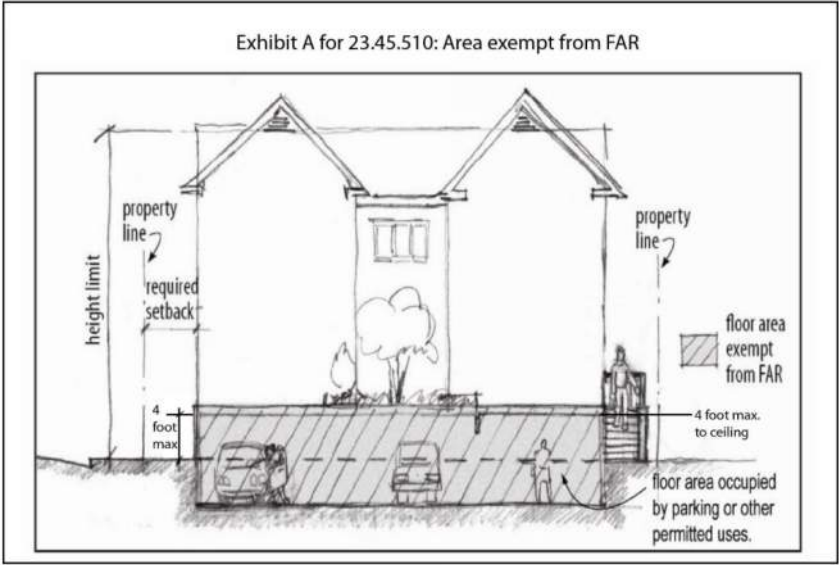 Exhibit A for 23.45.510: Area exempt from FAR
property
line
height limit
required
setback
property
line
floor area
exempt
from FAR
4
foot
max
4 foot max.
to ceiling
floor area occupied
by parking or other
permitted uses.